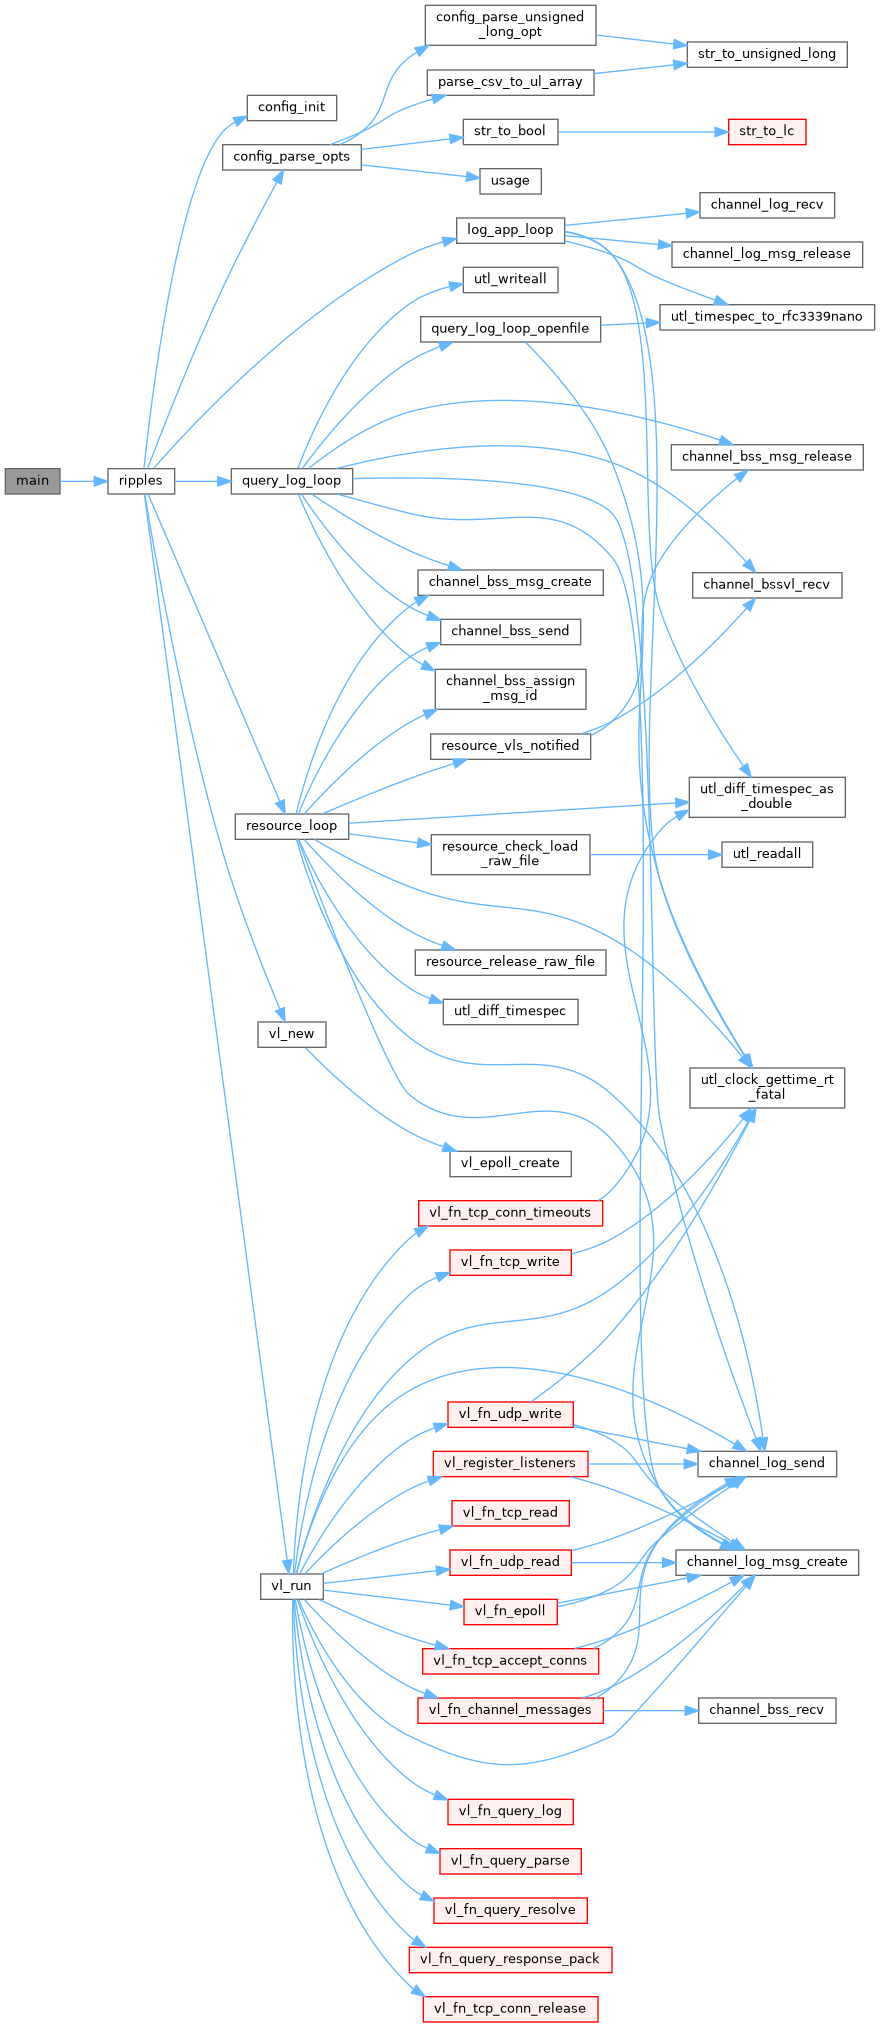 config_parse_unsigned
_long_opt
str_to_unsigned_long
parse_csv_to_ul_array
config_init
str_to_bool
str_to_lc
config_parse_opts
usage
channel_log_recv
log_app_loop
channel_log_msg_release
utl_writeall
utl_timespec_to_rfc3339nano
query_log_loop_openfile
channel_bss_msg_release
main
ripples
query_log_loop
channel_bss_msg_create
channel_bssvl_recv
channel_bss_send
channel_bss_assign
_msg_id
resource_vls_notified
utl_diff_timespec_as
_double
resource_loop
resource_check_load
_raw_file
utl_readall
resource_release_raw_file
utl_diff_timespec
vl_new
utl_clock_gettime_rt
_fatal
vl_epoll_create
vl_fn_tcp_conn_timeouts
vl_fn_tcp_write
vl_fn_udp_write
vl_register_listeners
channel_log_send
vl_fn_tcp_read
vl_fn_udp_read
channel_log_msg_create
vl_run
vl_fn_epoll
vl_fn_tcp_accept_conns
vl_fn_channel_messages
channel_bss_recv
vl_fn_query_log
vl_fn_query_parse
vl_fn_query_resolve
vl_fn_query_response_pack
vl_fn_tcp_conn_release